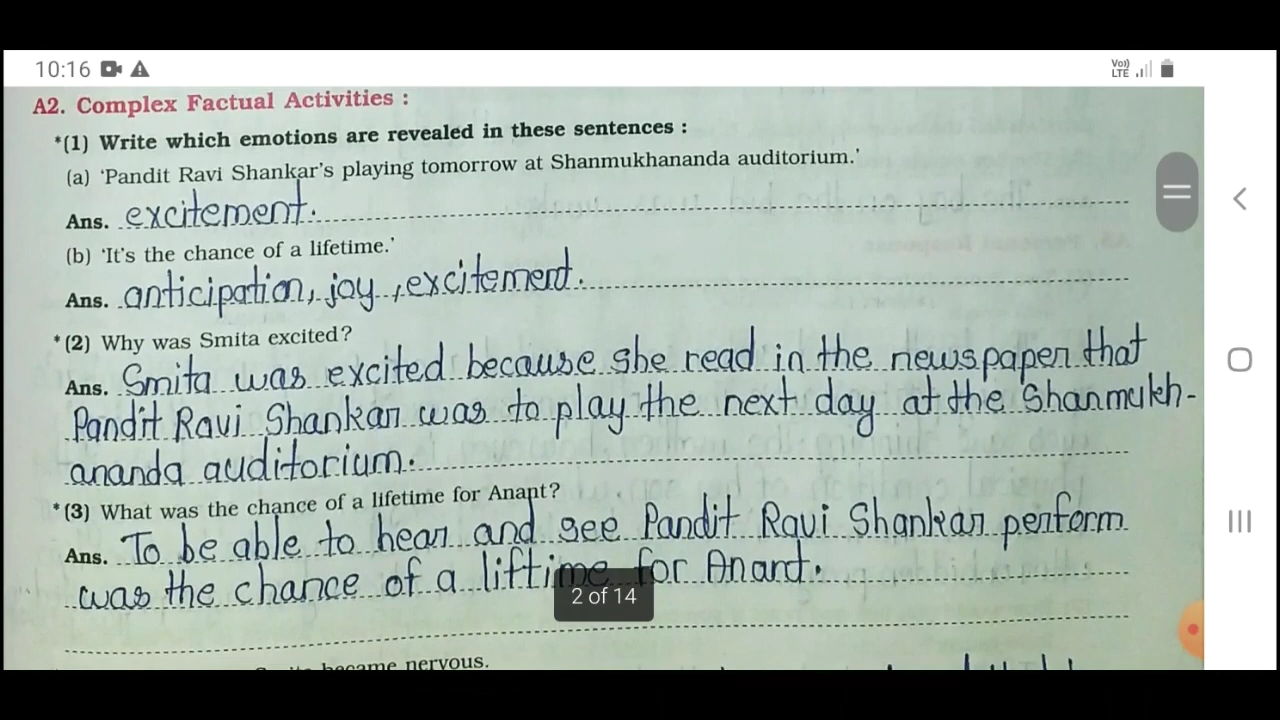 10:16
Vo)) LTE
A2. Complex Factual Activities :
*(1) Write which emotions are revealed in these sentences :
(a) 'Pandit Ravi Shankar's playing tomorrow at Shanmukhananda auditorium.'
Ans. excitement.
(b) 'It's the chance of a lifetime.'
Ans. anticipation, joy, excitement.
*(2) Why was Smita excited?
Ans. Smita was excited because she read in the newspaper that
Pandit Ravi Shankar was to play the next day at the Shanmukh-
ananda auditorium.
*(3) What was the chance of a lifetime for Anant?
Ans. To be able to hear and see Pandit Ravi Shankar perform
was the chance of a liftime for Anant.
2 of 14
became nervous.